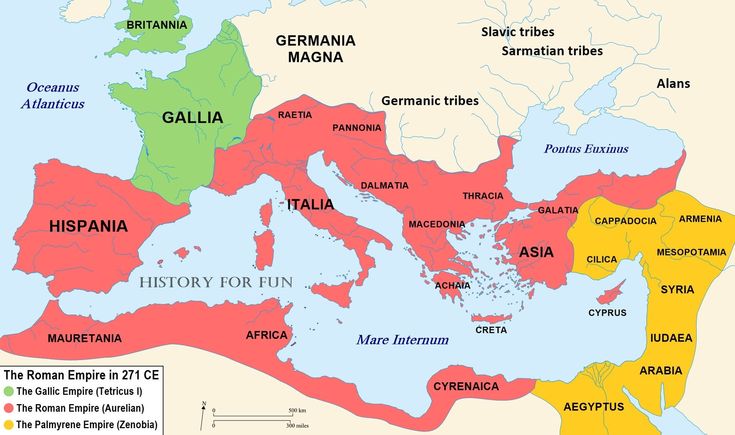 BRITANNIA
GERMANIA
MAGNA
Slavic tribes
Sarmatian tribes
Oceanus
Atlanticus
Alans
Germanic tribes
GALLIA
RAETIA
PANNONIA
Pontus Euxinus
DALMATIA
THRACIA
ITALIA
HISPANIA
MACEDONIA
GALATIA
CAPPADOCIA
ARMENIA
ASIA
CILICA
MESOPOTAMIA
HISTORY FOR FUN
ACHAIA
SYRIA
CYPRUS
CRETA
MAURETANIA
AFRICA
Mare Internum
IUDAEA
ARABIA
CYRENAICA
AEGYPTUS
The Roman Empire in 271 CE
The Gallic Empire (Tetricus I)
The Roman Empire (Aurelian)
The Palmyrene Empire (Zenobia)
N
0 500 km
0 300 miles